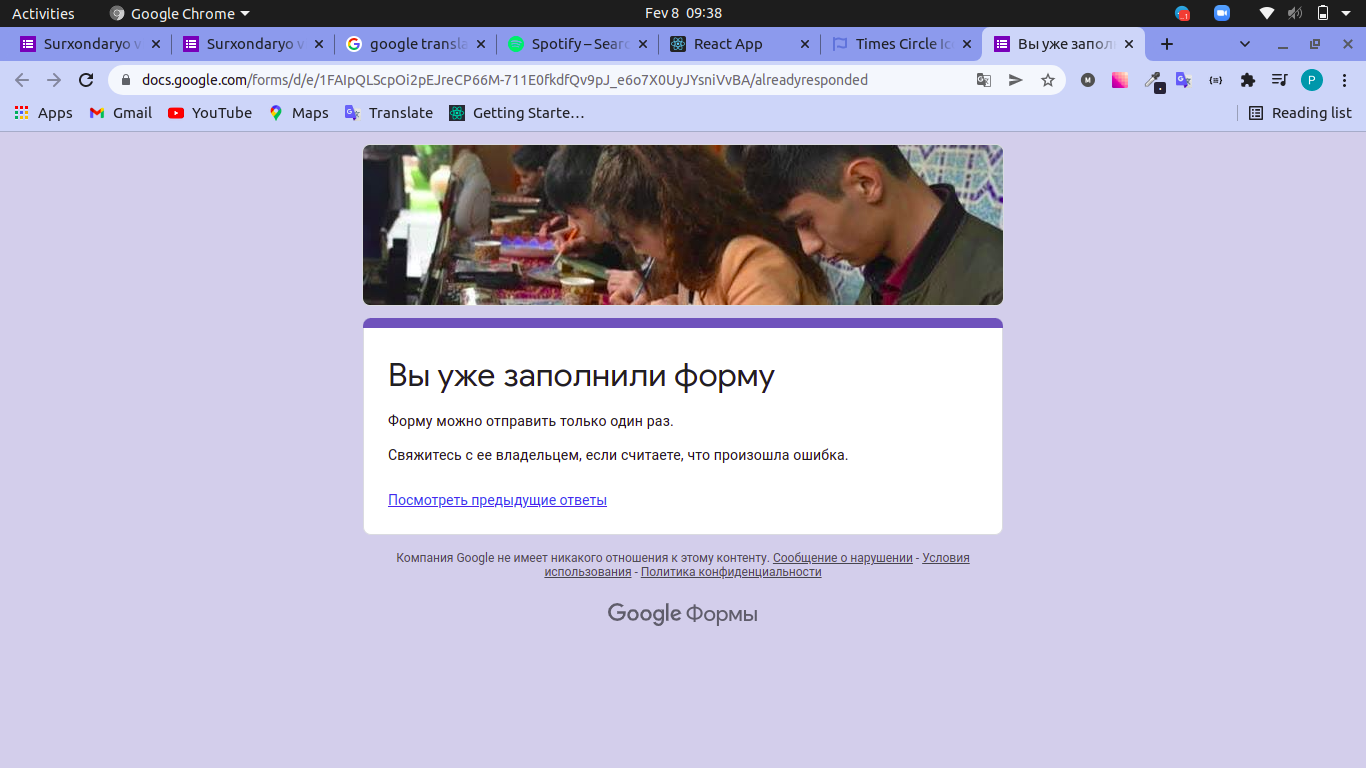 Activities
Google Chrome
Fev 8 09:38
Surxondaryo v
Surxondaryo v
google transla
Spotify – Searc
React App
Times Circle Ic
Вы уже запол
docs.google.com/forms/d/e/1FAIpQLScpOi2pEJreCP66M-711E0fkdfQv9pJ_e6o7X0UyJYsniVvBA/alreadyresponded
M
P
Apps
Gmail
YouTube
Maps
Translate
Getting Starte…
Reading list
Вы уже заполнили форму
Форму можно отправить только один раз.
Свяжитесь с ее владельцем, если считаете, что произошла ошибка.
Посмотреть предыдущие ответы
Компания Google не имеет никакого отношения к этому контенту. Сообщение о нарушении - Условия
использования - Политика конфиденциальности
Google Формы